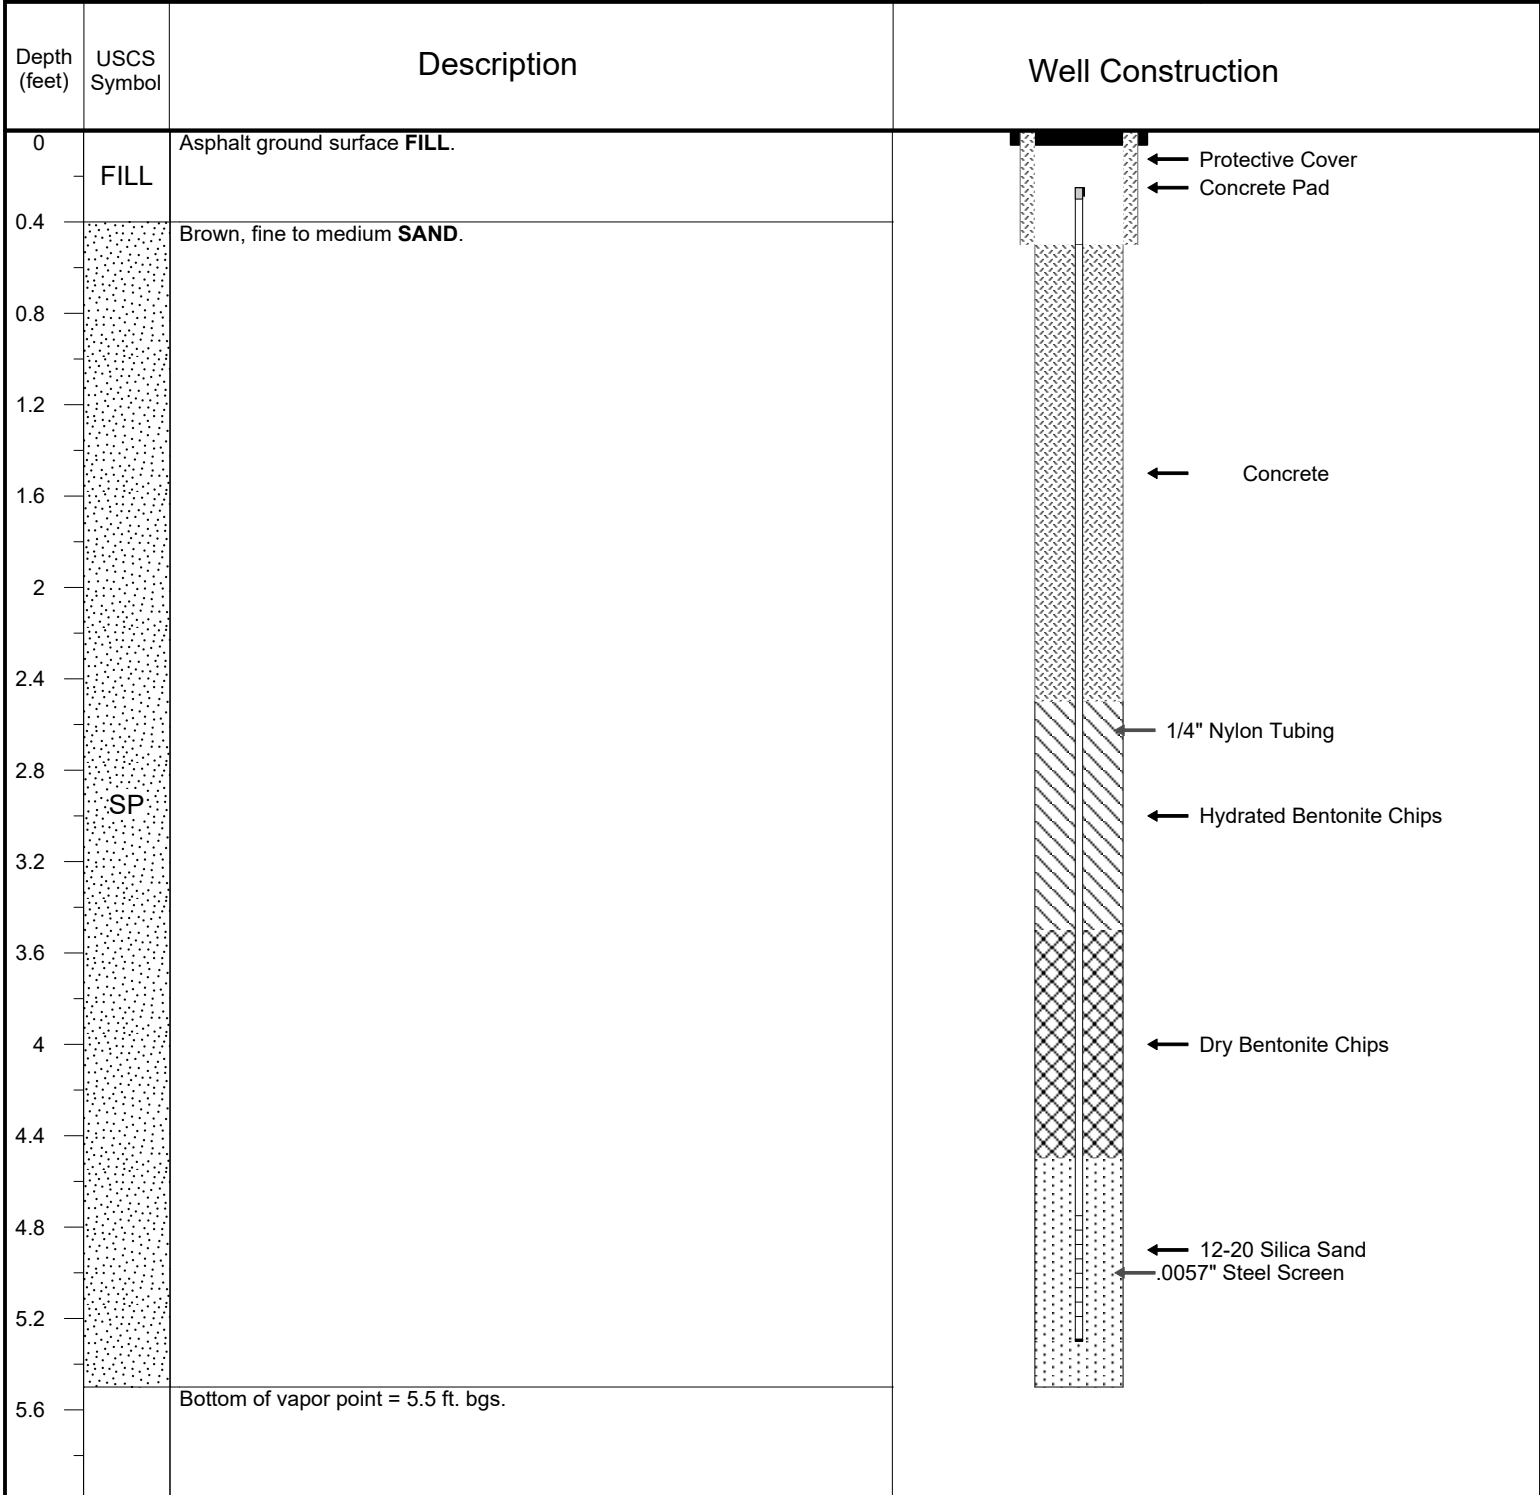 Depth
(feet)
USCS
Symbol
Description
Well Construction
0
Asphalt ground surface FILL.
FILL
Protective Cover
Concrete Pad
0.4
Brown, fine to medium SAND.
0.8
1.2
Concrete
1.6
2
2.4
1/4" Nylon Tubing
2.8
SP
Hydrated Bentonite Chips
3.2
3.6
4
Dry Bentonite Chips
4.4
4.8
12-20 Silica Sand
.0057" Steel Screen
5.2
Bottom of vapor point = 5.5 ft. bgs.
5.6